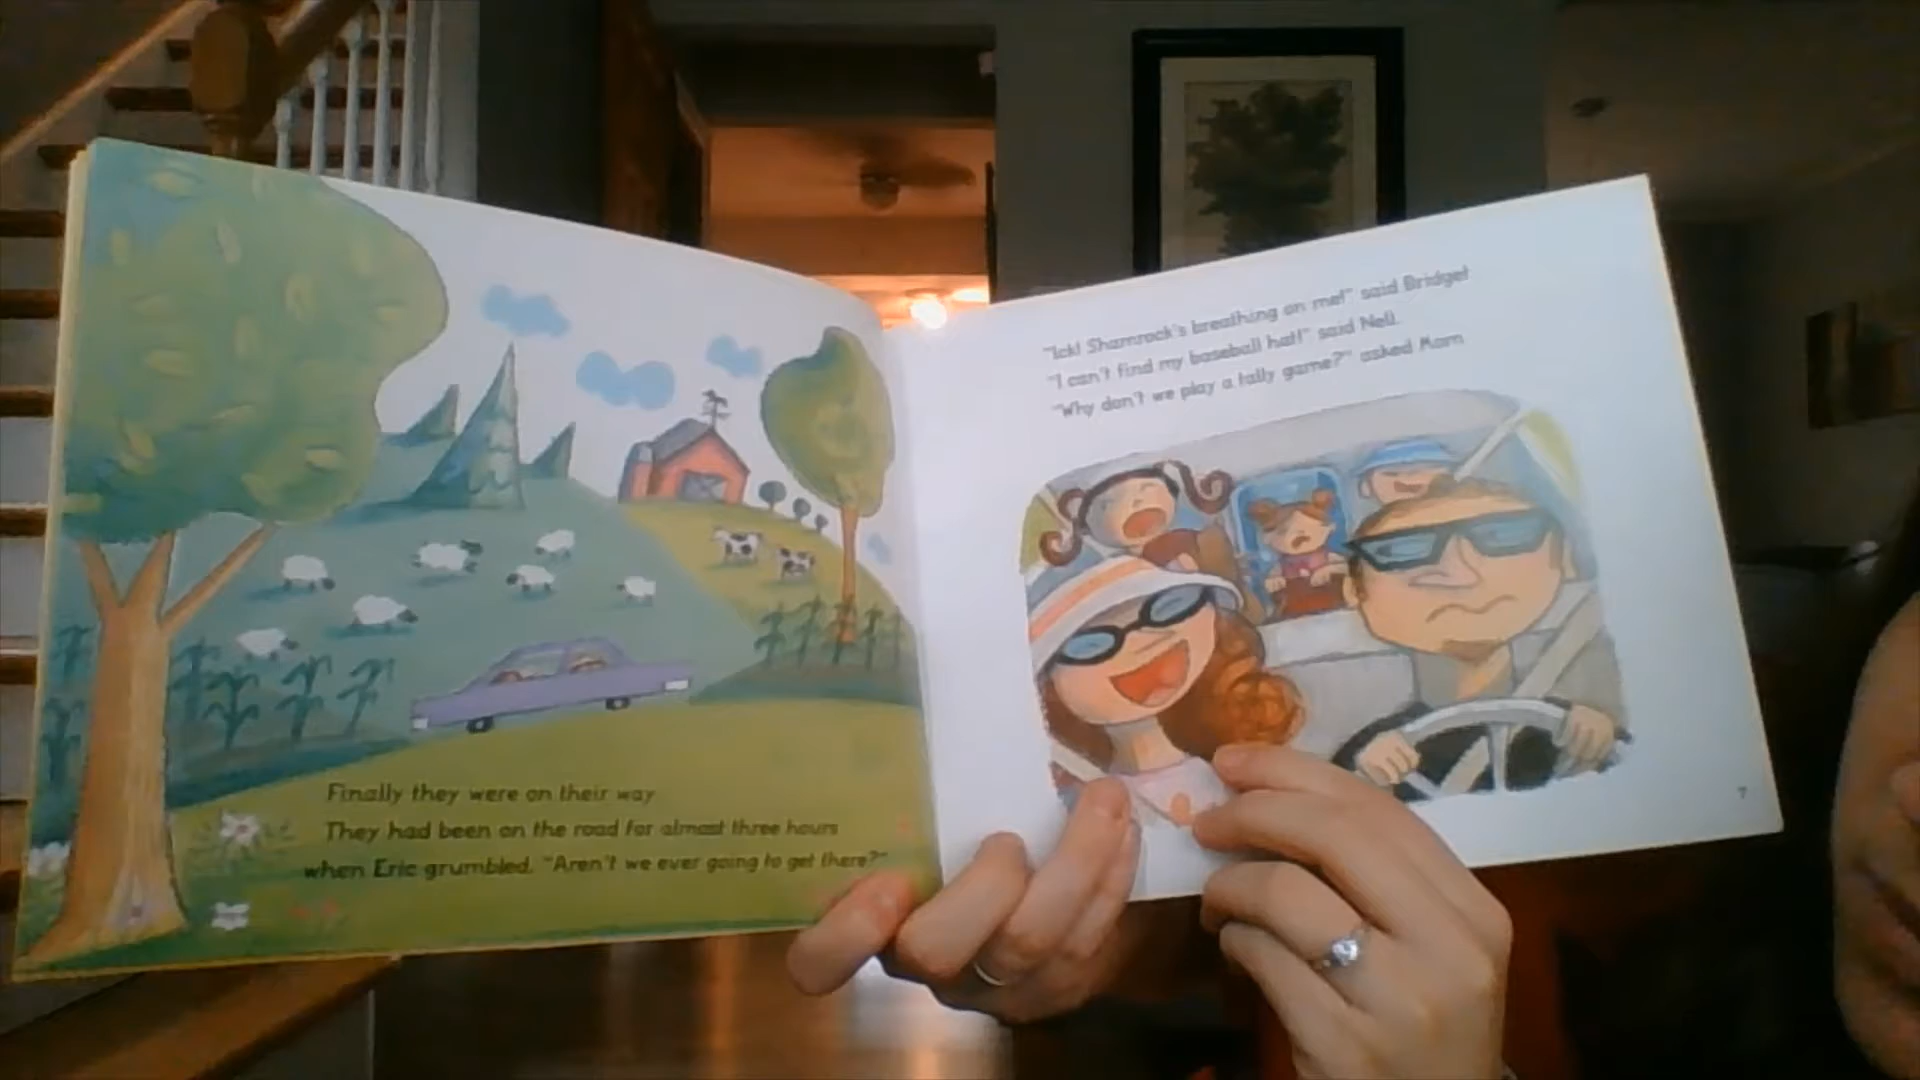 Finally they were on their way
They had been on the road for almost three hours
when Eric grumbled, "Aren't we ever going to get there?"
"Ick! Shamrock's breathing on me!" said Bridget
"I can't find my baseball hat!" said Nell.
"Why don't we play a tally game?" asked Mom
7